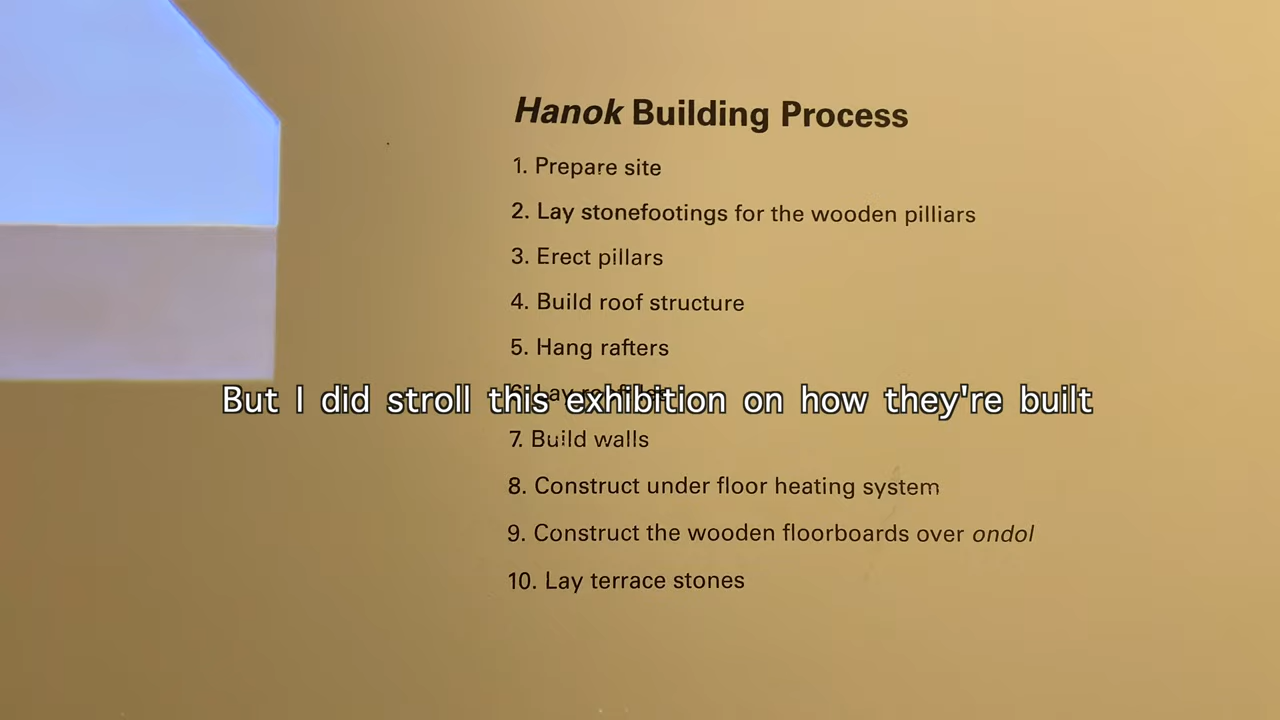 Hanok Building Process
1. Prepare site
2. Lay stonefootings for the wooden pilliars
3. Erect pillars
4. Build roof structure
5. Hang rafters
6. Lay
But I did stroll this exhibition on how they're built
7. Build walls
8. Construct under floor heating system
9. Construct the wooden floorboards over ondol
10. Lay terrace stones